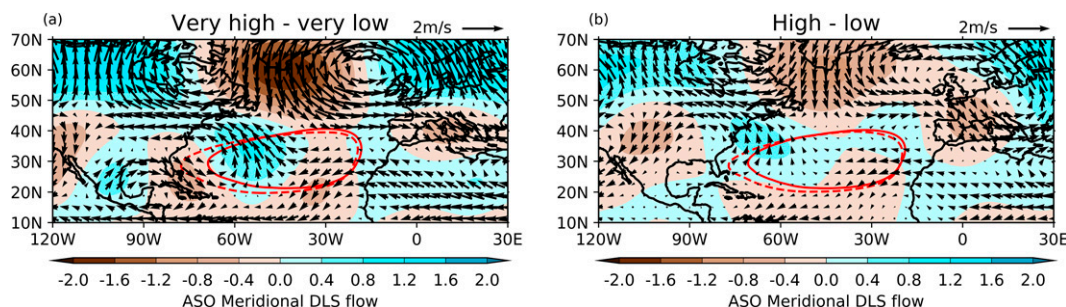 (a) Very high - very low 2m/s
70N
60N
50N
40N
30N
20N
10N
120W 90W 60W 30W 0 30E
-2.0 -1.6 -1.2 -0.8 -0.4 0.0 0.4 0.8 1.2 1.6 2.0
ASO Meridional DLS flow
(b) High - low 2m/s
70N
60N
50N
40N
30N
20N
10N
120W 90W 60W 30W 0 30E
-2.0 -1.6 -1.2 -0.8 -0.4 0.0 0.4 0.8 1.2 1.6 2.0
ASO Meridional DLS flow